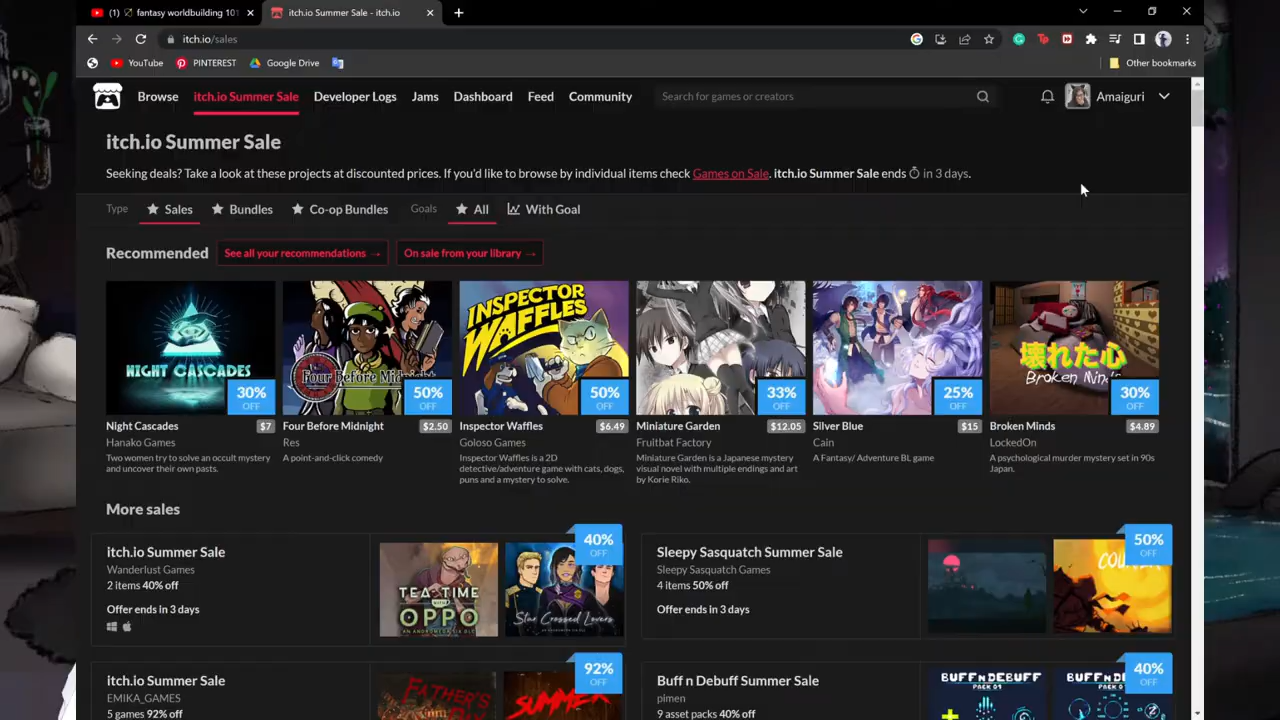 (1) fantasy worldbuilding 101
itch.io Summer Sale - itch.io
itch.io/sales
YouTube PINTEREST Google Drive Other bookmarks
Browse itch.io Summer Sale Developer Logs Jams Dashboard Feed Community Search for games or creators Amaiguri
itch.io Summer Sale
Seeking deals? Take a look at these projects at discounted prices. If you'd like to browse by individual items check Games on Sale. itch.io Summer Sale ends in 3 days.
Type Sales Bundles Co-op Bundles Goals All With Goal
Recommended See all your recommendations → On sale from your library →
NIGHT CASCADES
30%
OFF
Night Cascades $7
Hanako Games
Two women try to solve an occult mystery
and uncover their own pasts.
Four Before Midnight
50%
OFF
Four Before Midnight $2.50
Res
A point-and-click comedy
INSPECTOR
WAFFLES
50%
OFF
Inspector Waffles $6.49
Goloso Games
Inspector Waffles is a 2D
detective/adventure game with cats, dogs,
puns and a mystery to solve.
33%
OFF
Miniature Garden $12.05
Fruitbat Factory
Miniature Garden is a Japanese mystery
visual novel with multiple endings and art
by Korie Riko.
25%
OFF
Silver Blue $15
Cain
A Fantasy/ Adventure BL game
壊れた心
Broken Minds
30%
OFF
Broken Minds $4.89
LockedOn
A psychological murder mystery set in 90s
Japan.
More sales
itch.io Summer Sale
Wanderlust Games
2 items 40% off
Offer ends in 3 days
TEA TIME
WITH
OPPO
AN ANDROMEDA SIX DLC
Star Crossed Lovers
40%
OFF
Sleepy Sasquatch Summer Sale
Sleepy Sasquatch Games
4 items 50% off
Offer ends in 3 days
50%
OFF
itch.io Summer Sale
EMIKA_GAMES
5 games 92% off
FATHER'S
SUMMER
92%
OFF
Buff n Debuff Summer Sale
pimen
9 asset packs 40% off
BUFF N DEBUFF
PACK 01
BUFF N DEBUFF
40%
OFF